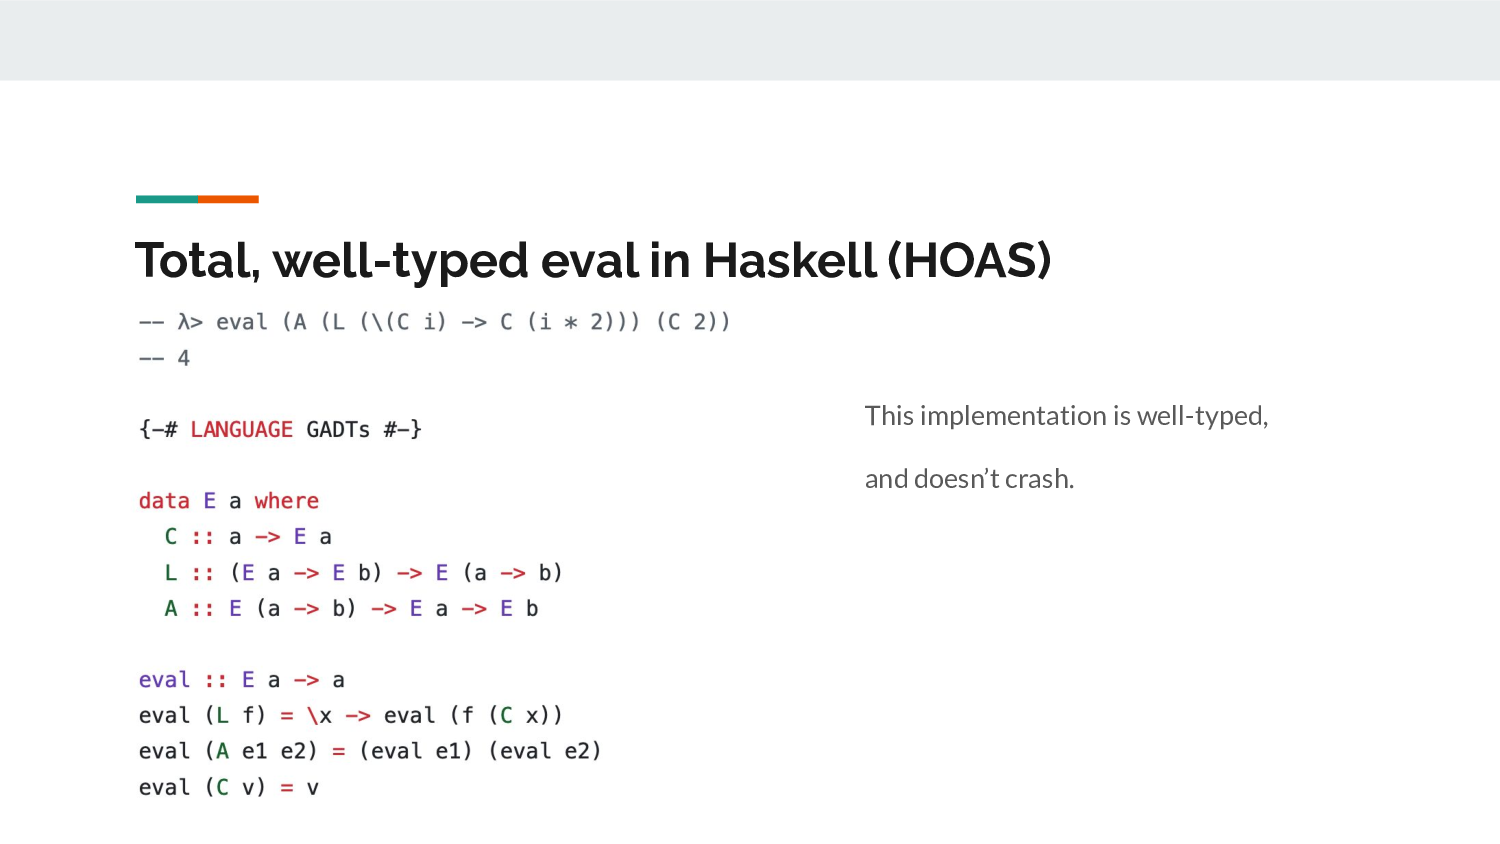 Total, well-typed eval in Haskell (HOAS)
-- λ> eval (A (L (\(C i) -> C (i * 2))) (C 2))
-- 4
{-# LANGUAGE GADTs #-}
data E a where
  C :: a -> E a
  L :: (E a -> E b) -> E (a -> b)
  A :: E (a -> b) -> E a -> E b
eval :: E a -> a
eval (L f) = \x -> eval (f (C x))
eval (A e1 e2) = (eval e1) (eval e2)
eval (C v) = v
This implementation is well-typed,
and doesn’t crash.